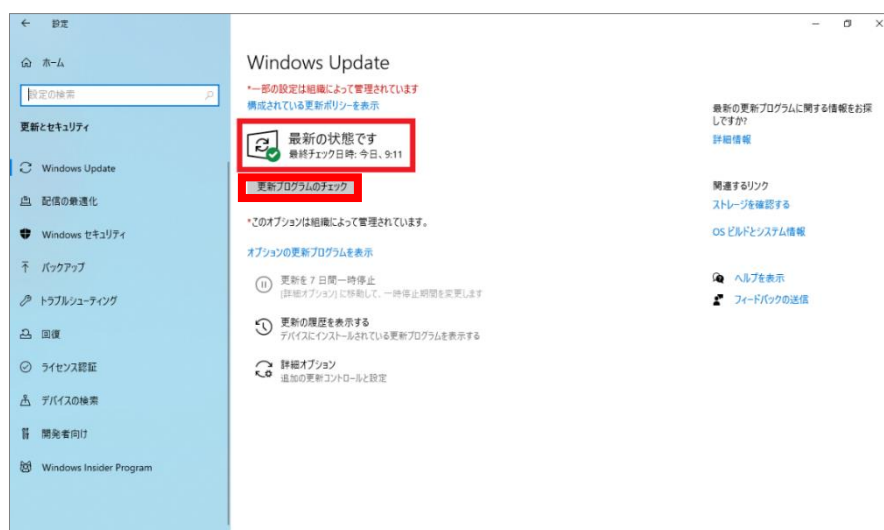 設定
ホーム
設定の検索
更新とセキュリティ
Windows Update
配信の最適化
Windows セキュリティ
バックアップ
トラブルシューティング
回復
ライセンス認証
デバイスの検索
開発者向け
Windows Insider Program
Windows Update
*一部の設定は組織によって管理されています
構成されている更新ポリシーを表示
最新の状態です
最終チェック日時: 今日、9:11
更新プログラムのチェック
*このオプションは組織によって管理されています。
オプションの更新プログラムを表示
更新を 7 日間一時停止
[詳細オプション] に移動して、一時停止期間を変更します
更新の履歴を表示する
デバイスにインストールされている更新プログラムを表示する
詳細オプション
追加の更新コントロールと設定
最新の更新プログラムに関する情報をお探
しですか?
詳細情報
関連するリンク
ストレージを確認する
OS ビルドとシステム情報
ヘルプを表示
フィードバックの送信